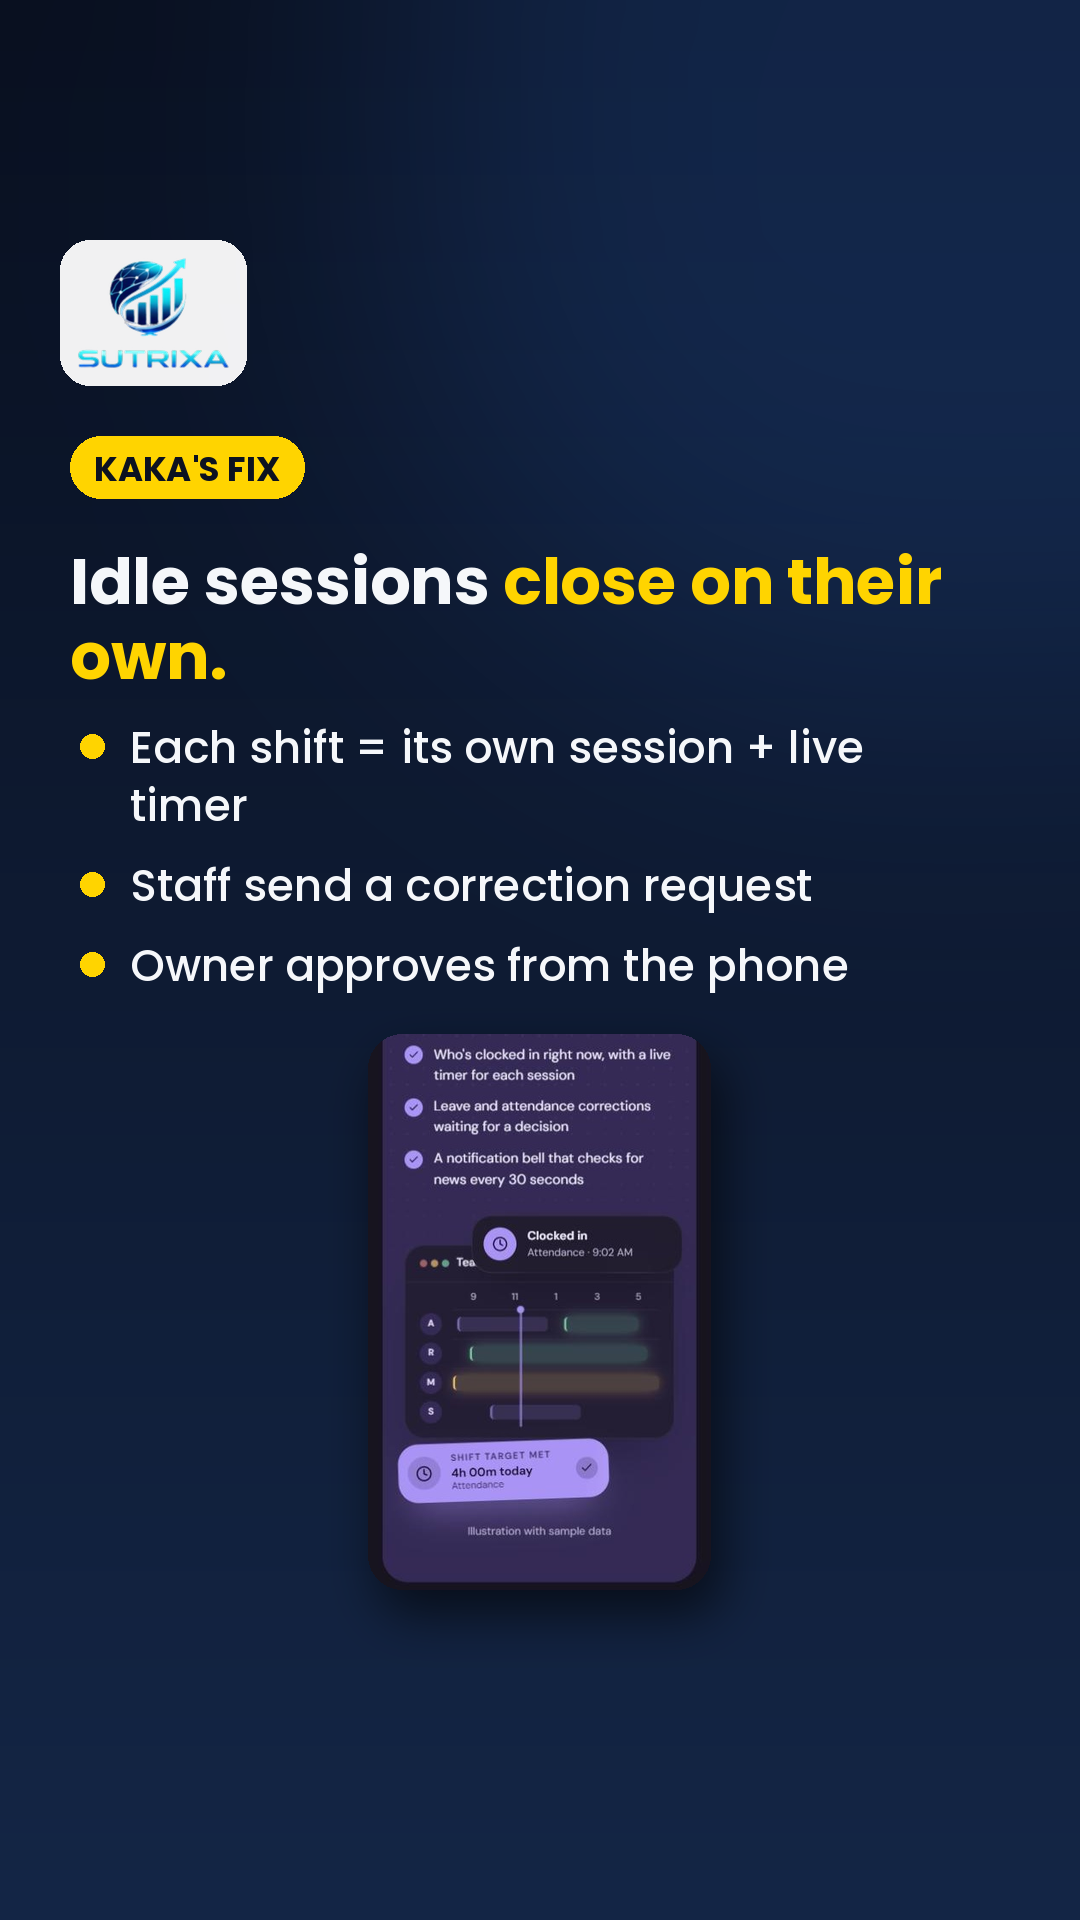 SUTRIXA
KAKA'S FIX
Idle sessions close on their
own.
Each shift = its own session + live
timer
Staff send a correction request
Owner approves from the phone
Who's clocked in right now, with a live
timer for each session
Leave and attendance corrections
waiting for a decision
A notification bell that checks for
news every 30 seconds
Clocked in
Attendance · 9:02 AM
9 11 1 3 5
A
R
M
S
SHIFT TARGET MET
4h 00m today
Attendance
Illustration with sample data